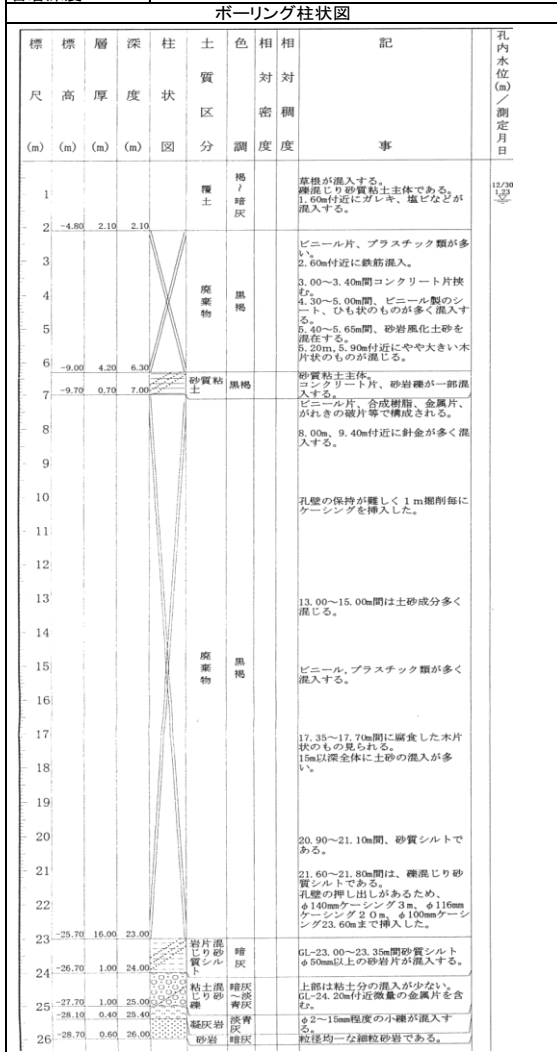 ボーリング柱状図
標尺(m)
標高(m)
層厚(m)
深度(m)
柱状図
土質区分
色調
相対密度
相対稠度
記事
孔内水位(m)/測定月日
1
2
3
4
5
6
7
8
9
10
11
12
13
14
15
16
17
18
19
20
21
22
23
24
25
26
-4.80 2.10 2.10
覆土
褐~暗灰
草根が混入する。
礫混じり砂質粘土主体である。
1.60m付近にガレキ、塩ビなどが
混入する。
12/30
1.23
-9.00 4.20 6.30
廃棄物
黒褐
ビニール片、プラスチック類が多
い。
2.60m付近に鉄筋混入。
3.00~3.40m間コンクリート片挟
む。
4.30~5.00m間、ビニール製のシ
ート、ひも状のものが多く混入す
る。
5.40~5.65m間、砂岩風化土砂を
混在する。
5.20m,5.90m付近にやや大きい木
片状のものが混じる。
-9.70 0.70 7.00
砂質粘土
黒褐
砂質粘土主体。
コンクリート片、砂岩礫が一部混
入する。
-25.70 16.00 23.00
廃棄物
黒褐
ビニール片、合成樹脂、金属片、
がれきの破片等で構成される。
8.00m、9.40m付近に針金が多く混
入する。
孔壁の保持が難しく1m掘削毎に
ケーシングを挿入した。
13.00~15.00m間は土砂成分多く
混じる。
ビニール,プラスチック類が多く
混入する。
17.35~17.70m間に腐食した木片
状のもの見られる。
15m以深全体に土砂の混入が多
い。
20.90~21.10m間、砂質シルトで
ある。
21.60~21.80m間は、礫混じり砂
質シルトである。
孔壁の押し出しがあるため、
φ140mmケーシング3m、φ116mm
ケーシング20m、φ100mmケーシ
ング23.60mまで挿入した。
-26.70 1.00 24.00
岩片混じり砂質シルト
暗灰
GL-23.00~23.35m間砂質シルト
φ50mm以上の砂岩片が混入する。
-27.70 1.00 25.00
粘土混じり砂礫
暗灰~淡青灰
上部は粘土分の混入が少ない。
GL-24.20m付近微量の金属片を含
む。
-28.10 0.40 25.40
凝灰岩
淡青灰
φ2~15mm程度の小礫が混入す
る。
-28.70 0.60 26.00
砂岩
暗灰
粒径均一な細粒砂岩である。